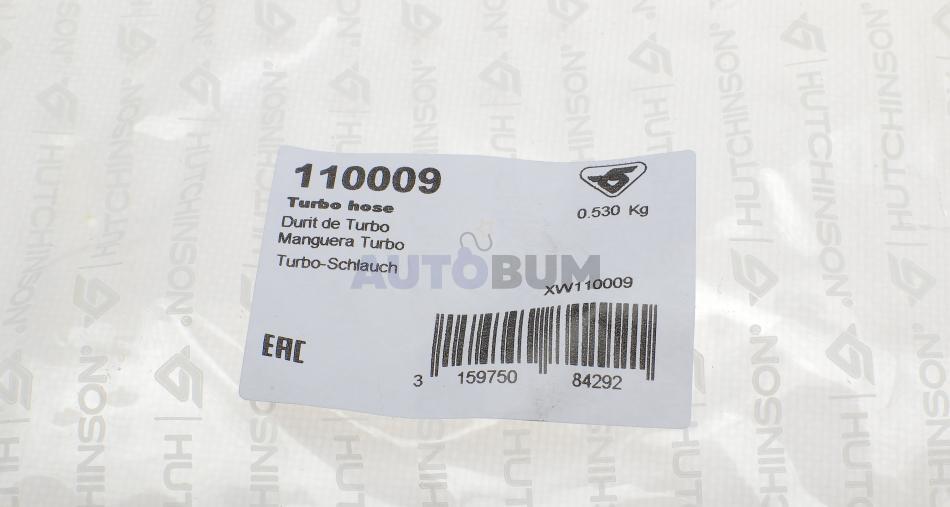 110009
Turbo hose
Durit de Turbo
Manguera Turbo
Turbo-Schlauch
0.530 Kg
AUTOBUM
XW110009
EAC
3 159750 84292
HUTCHINSON®